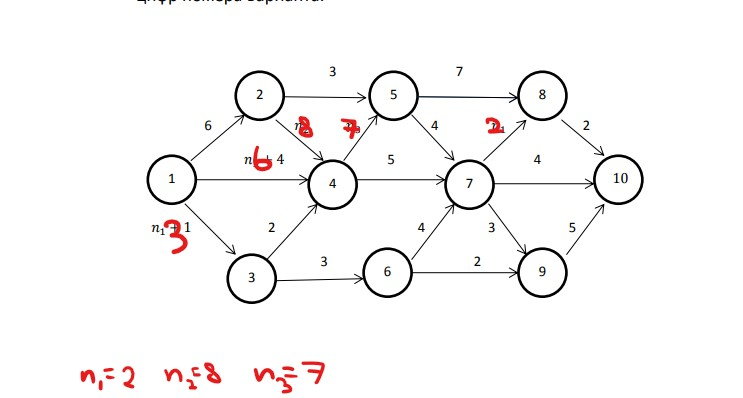 цифр номера варианта.
3 7
2 5 8
6 8 7 4 2 2
6 4 5 4
1 4 7 10
n₁ 3 1 2 4 3 5
3 2
3 6 9
n₁=2 n₂=8 n₃=7